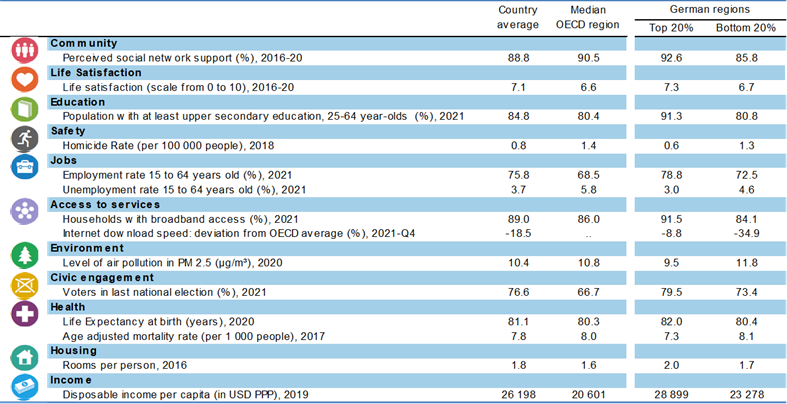 Country average
Median OECD region
German regions
Top 20%
Bottom 20%
Community
Perceived social netw ork support (%), 2016-20 88.8 90.5 92.6 85.8
Life Satisfaction
Life satisfaction (scale from 0 to 10), 2016-20 7.1 6.6 7.3 6.7
Education
Population w ith at least upper secondary education, 25-64 year-olds (%), 2021 84.8 80.4 91.3 80.8
Safety
Homicide Rate (per 100 000 people), 2018 0.8 1.4 0.6 1.3
Jobs
Employment rate 15 to 64 years old (%), 2021 75.8 68.5 78.8 72.5
Unemployment rate 15 to 64 years old (%), 2021 3.7 5.8 3.0 4.6
Access to services
Households w ith broadband access (%), 2021 89.0 86.0 91.5 84.1
Internet dow nload speed: deviation from OECD average (%), 2021-Q4 -18.5 .. -8.8 -34.9
Environment
Level of air pollution in PM 2.5 (µg/m³), 2020 10.4 10.8 9.5 11.8
Civic engagement
Voters in last national election (%), 2021 76.6 66.7 79.5 73.4
Health
Life Expectancy at birth (years), 2020 81.1 80.3 82.0 80.4
Age adjusted mortality rate (per 1 000 people), 2017 7.8 8.0 7.3 8.1
Housing
Rooms per person, 2016 1.8 1.6 2.0 1.7
Income
Disposable income per capita (in USD PPP), 2019 26 198 20 601 28 899 23 278